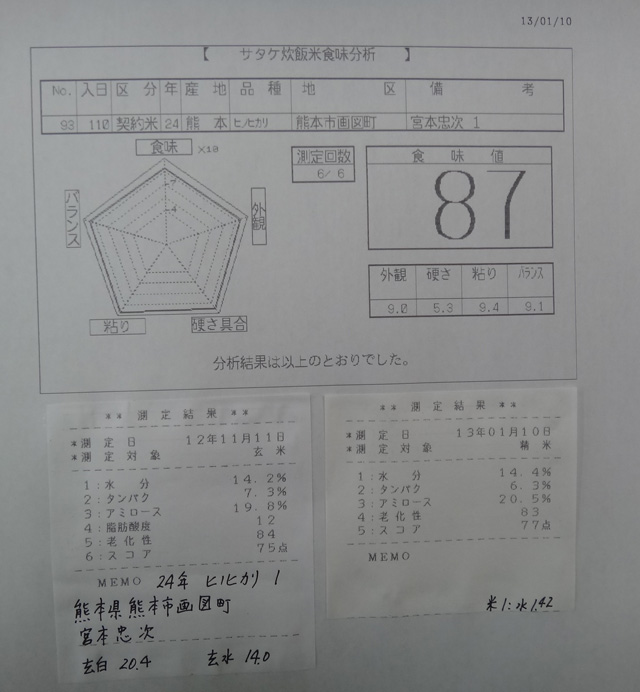 13/01/10
【 サタケ炊飯米食味分析 】
No. 入日 区分 年 産地 品種 地区 備考
93 110 契約米 24 熊本 ヒノヒカリ 熊本市画図町 宮本忠次 1
食味 ×10
7
4
バランス
外観
粘り
硬さ具合
測定回数
6/ 6
食味値
87
外観 硬さ 粘り バランス
9.0 5.3 9.4 9.1
分析結果は以上のとおりでした。
** 測定結果 **
*測定日 12年11月11日
*測定対象 玄米
1:水分 14.2%
2:タンパク 7.3%
3:アミロース 19.8%
4:脂肪酸度 12
5:老化性 84
6:スコア 75点
MEMO 24年 ヒノヒカリ 1
熊本県熊本市画図町
宮本忠次
玄白 20.4 玄水 14.0
** 測定結果 **
*測定日 13年01月10日
*測定対象 精米
1:水分 14.4%
2:タンパク 6.3%
3:アミロース 20.5%
4:老化性 83
5:スコア 77点
MEMO
米1:水1.42